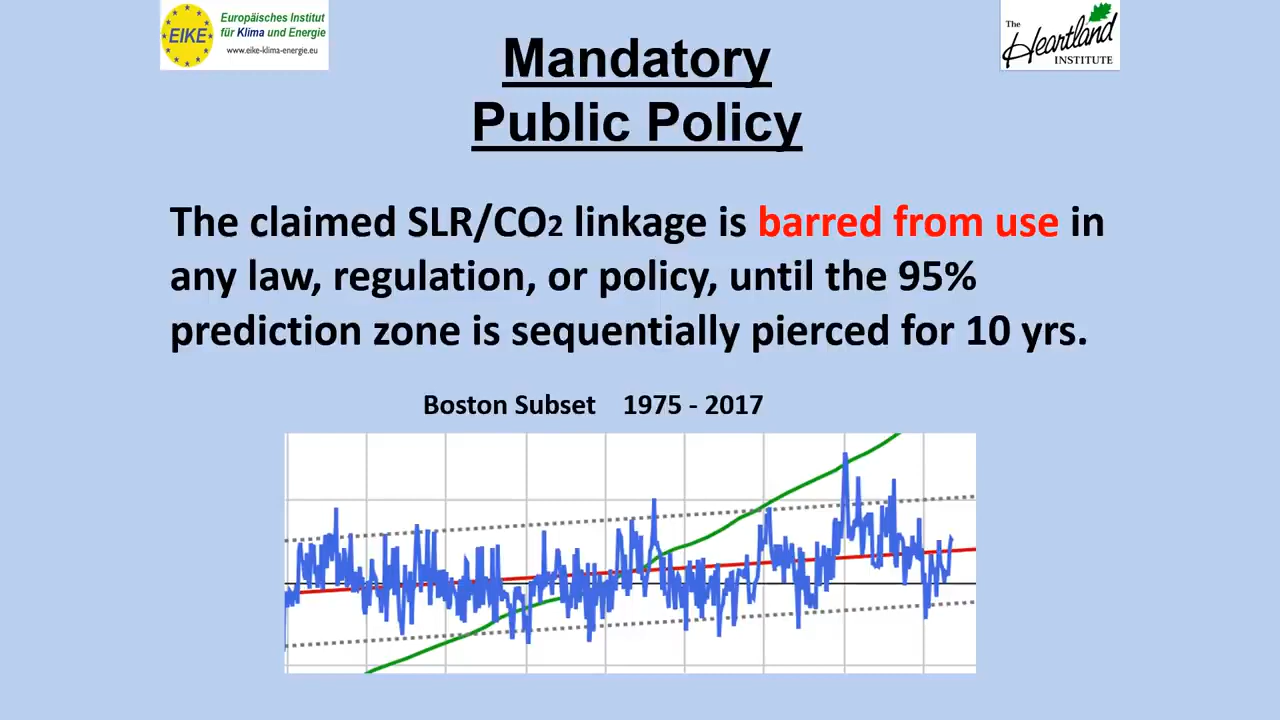 EIKE
Europäisches Institut
für Klima und Energie
www.eike-klima-energie.eu
The
Heartland
INSTITUTE
Mandatory
Public Policy
The claimed SLR/CO2 linkage is barred from use in
any law, regulation, or policy, until the 95%
prediction zone is sequentially pierced for 10 yrs.
Boston Subset 1975 - 2017